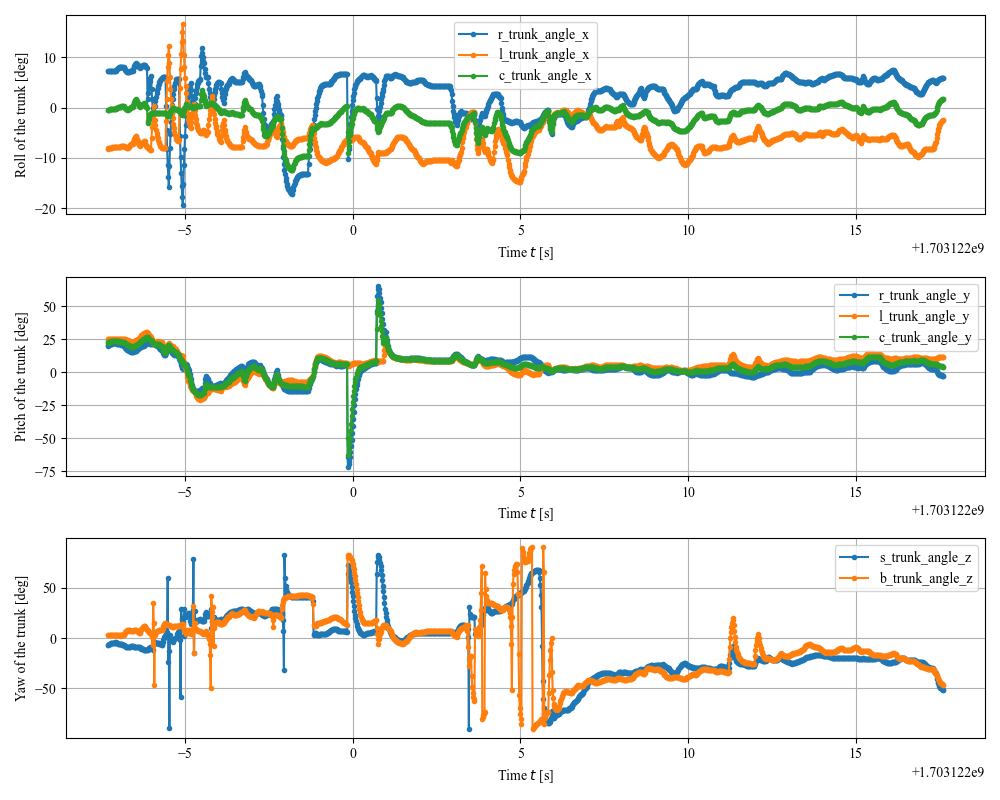 Roll of the trunk [deg]
10
0
−10
−20
r_trunk_angle_x
l_trunk_angle_x
c_trunk_angle_x
−5
0
5
10
15
Time t [s]
+1.703122e9
Pitch of the trunk [deg]
50
25
0
−25
−50
−75
r_trunk_angle_y
l_trunk_angle_y
c_trunk_angle_y
−5
0
5
10
15
Time t [s]
+1.703122e9
Yaw of the trunk [deg]
50
0
−50
s_trunk_angle_z
b_trunk_angle_z
−5
0
5
10
15
Time t [s]
+1.703122e9